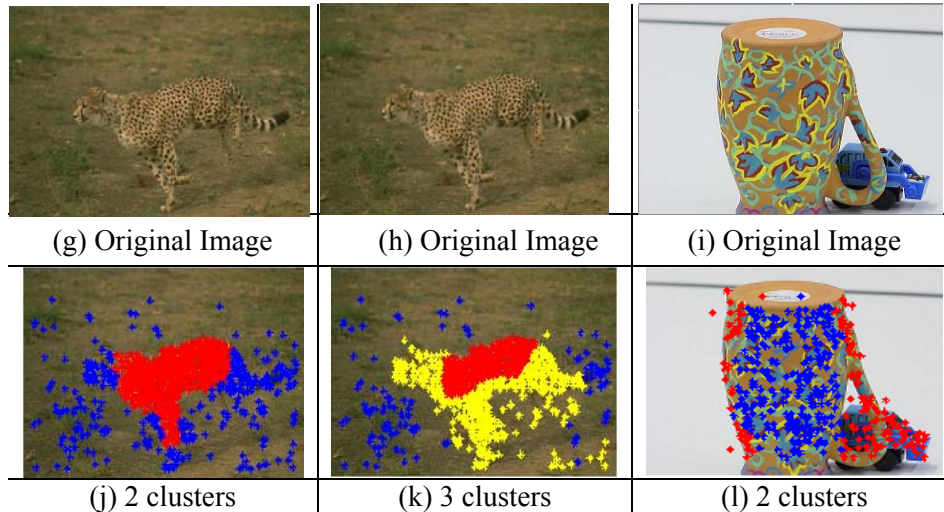 (g) Original Image
(h) Original Image
(i) Original Image
(j) 2 clusters
(k) 3 clusters
(l) 2 clusters